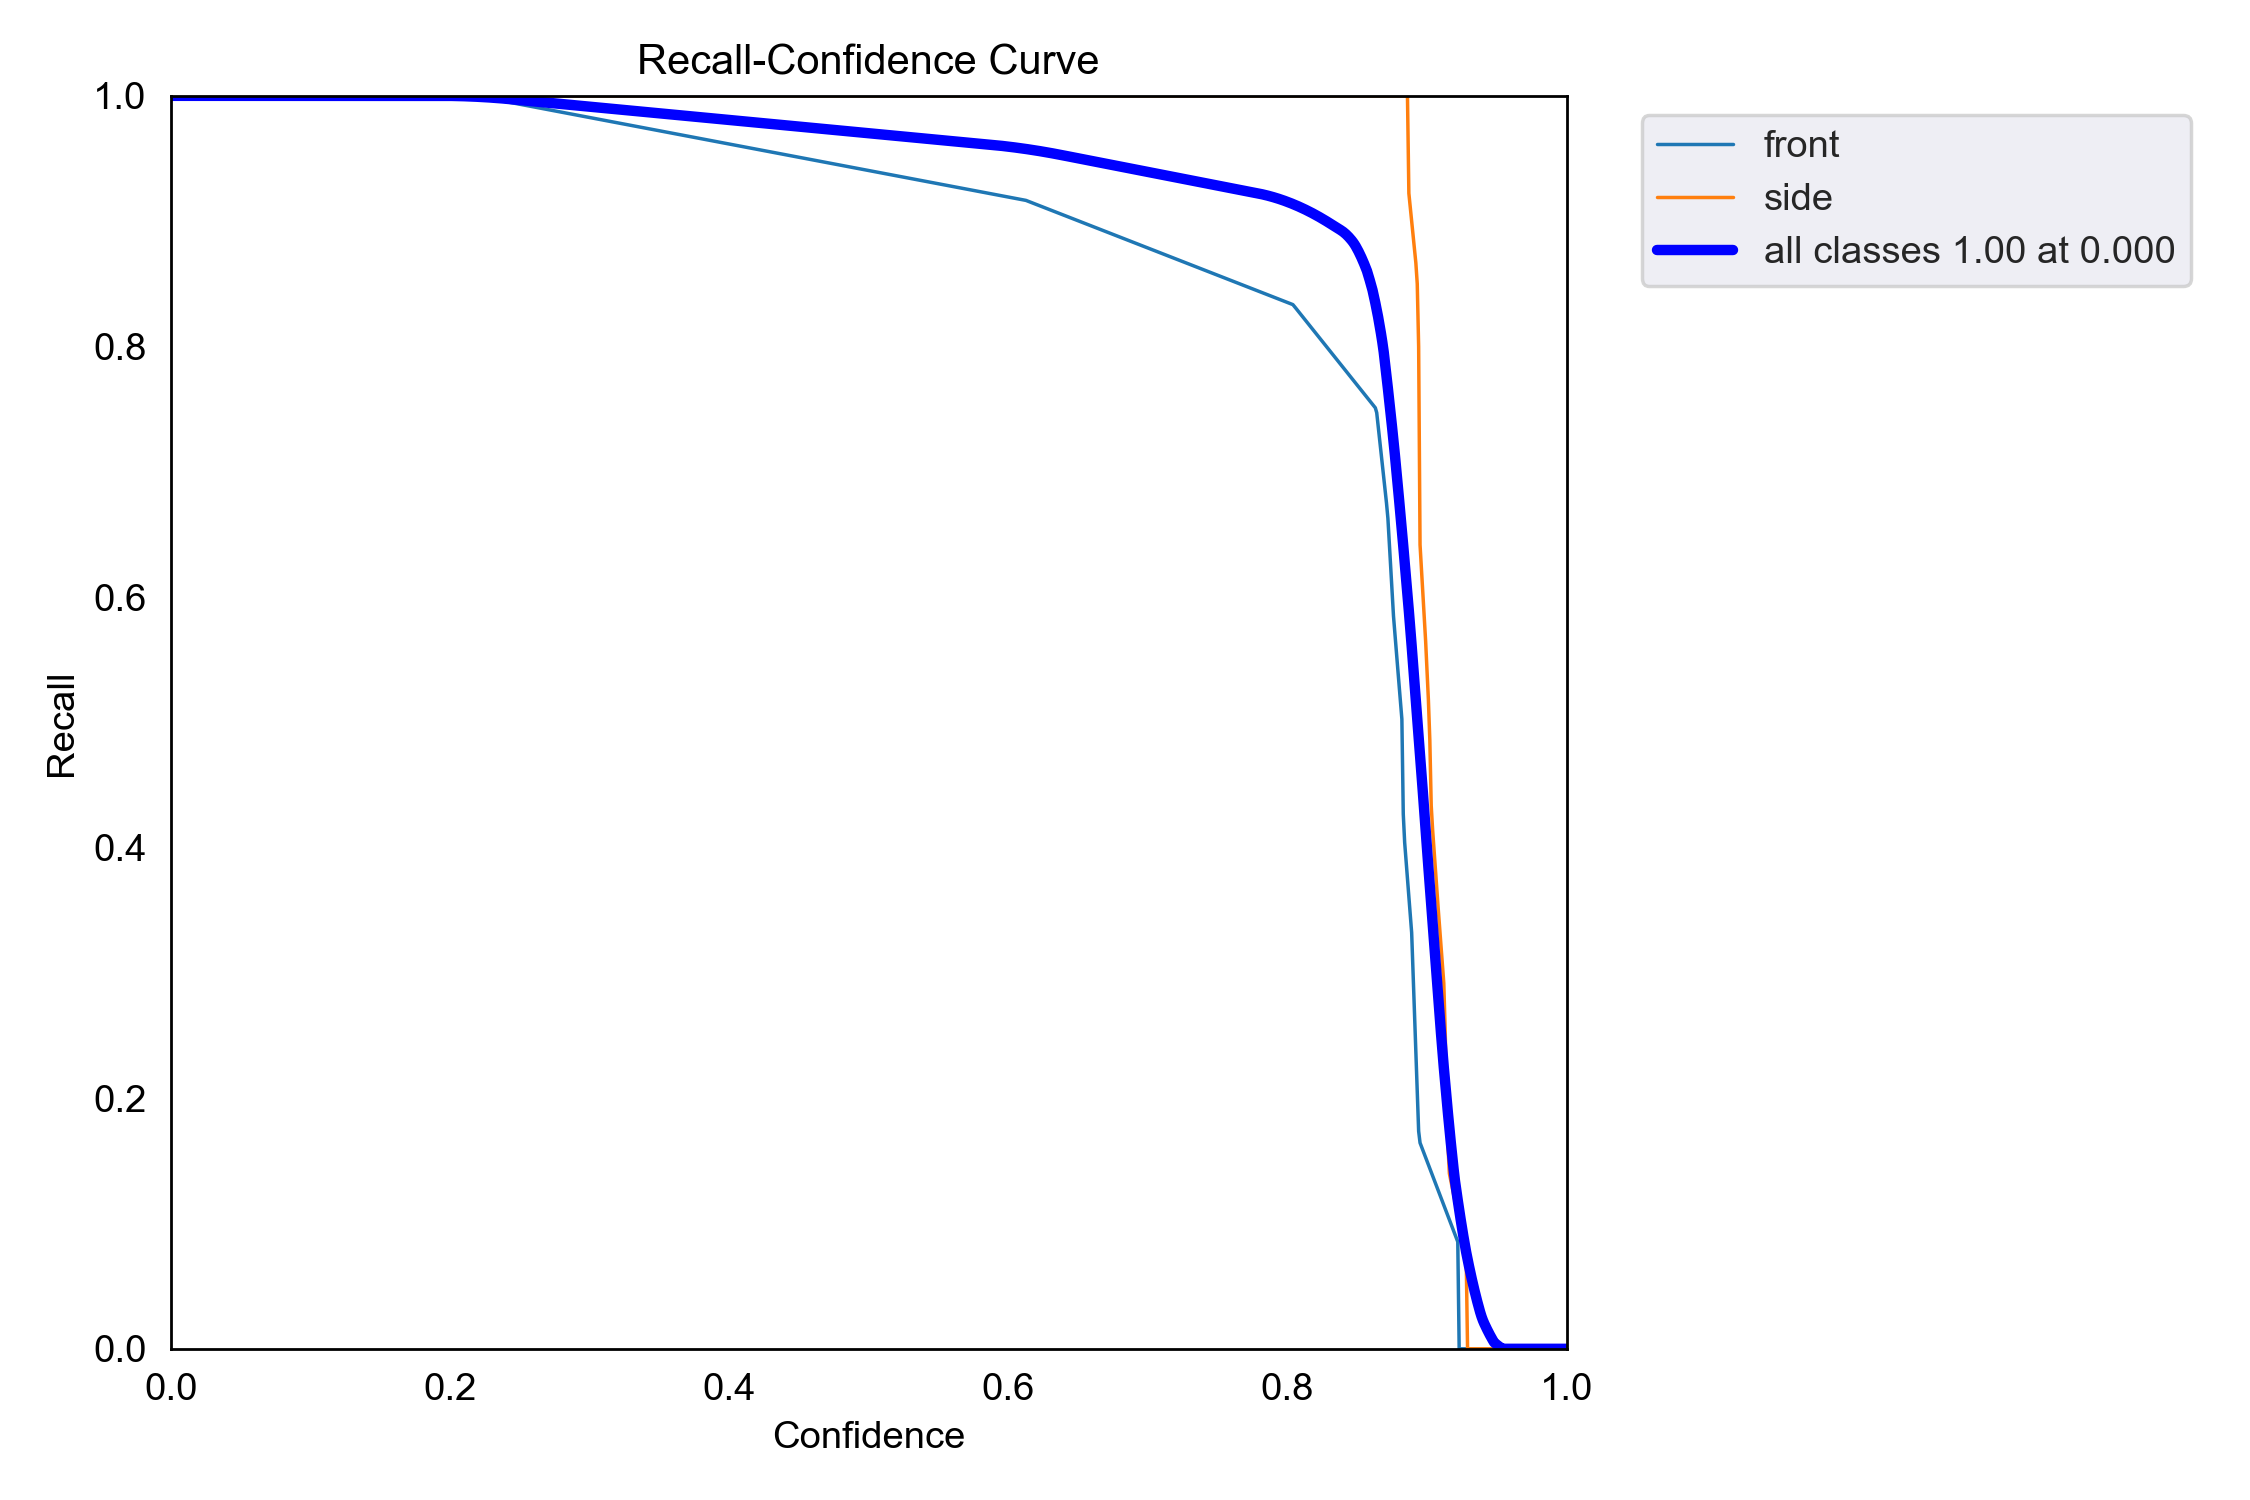 Recall-Confidence Curve
1.0
0.8
0.6
0.4
0.2
0.0
Recall
0.0 0.2 0.4 0.6 0.8 1.0
Confidence
front
side
all classes 1.00 at 0.000